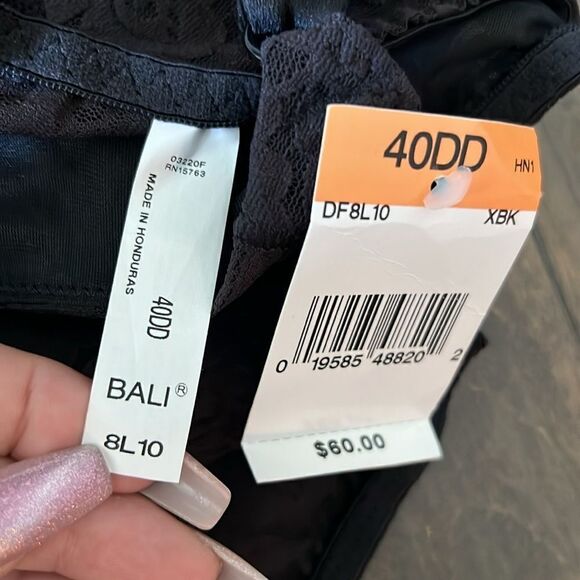 03220F
RN15763
MADE IN HONDURAS
40DD
BALI®
8L10
40DD
HN1
DF8L10 XBK
0 19585 48820 2
$60.00